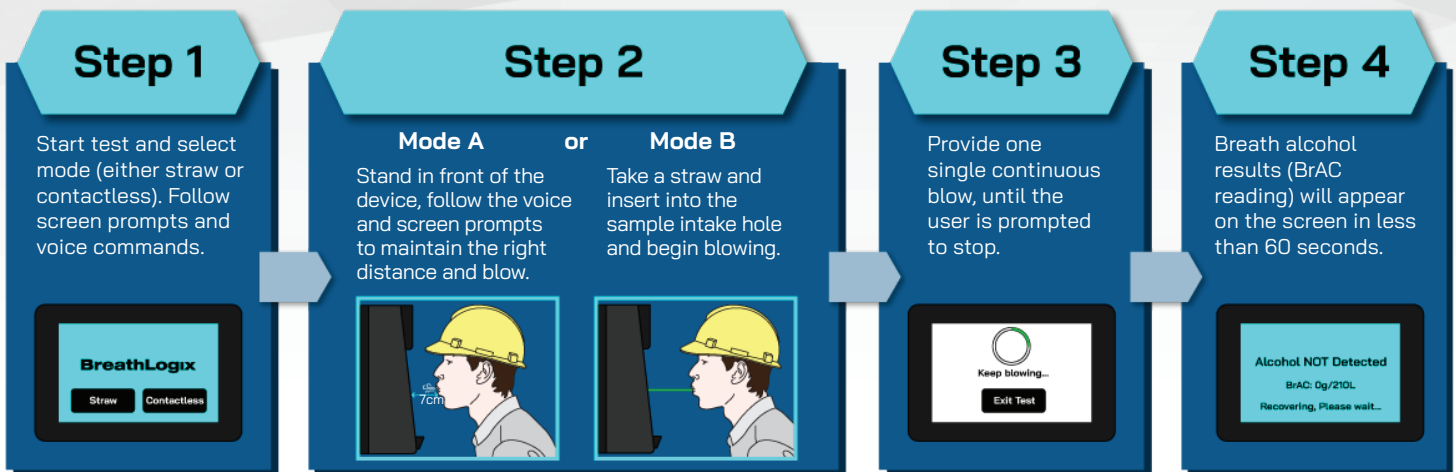 Step 1
Start test and select
mode (either straw or
contactless). Follow
screen prompts and
voice commands.
BreathLogix
Straw
Contactless
Step 2
Mode A or Mode B
Stand in front of the
device, follow the voice
and screen prompts
to maintain the right
distance and blow.
Take a straw and
insert into the
sample intake hole
and begin blowing.
7cm
Step 3
Provide one
single continuous
blow, until the
user is prompted
to stop.
Keep blowing...
Exit Test
Step 4
Breath alcohol
results (BrAC
reading) will appear
on the screen in less
than 60 seconds.
Alcohol NOT Detected
BrAC: 0g/210L
Recovering, Please wait...